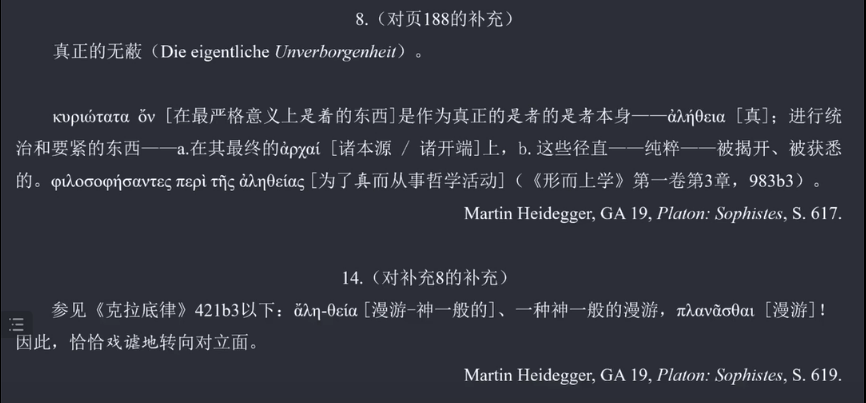 8.（对页188的补充）
真正的无蔽（Die eigentliche Unverborgenheit）。
κυριώτατα ὄν [在最严格意义上是着的东西]是作为真正的是者的是者本身——ἀλήθεια [真]；进行统
治和要紧的东西——a.在其最终的ἀρχαί [诸本源 / 诸开端]上，b. 这些径直——纯粹——被揭开、被获悉
的。φιλοσοφήσαντες περὶ τῆς ἀληθείας [为了真而从事哲学活动]（《形而上学》第一卷第3章，983b3）。
Martin Heidegger, GA 19, Platon: Sophistes, S. 617.
14.（对补充8的补充）
参见《克拉底律》421b3以下：ἄλη-θεία [漫游-神一般的]、一种神一般的漫游，πλανᾶσθαι [漫游]！
因此，恰恰戏谑地转向对立面。
Martin Heidegger, GA 19, Platon: Sophistes, S. 619.